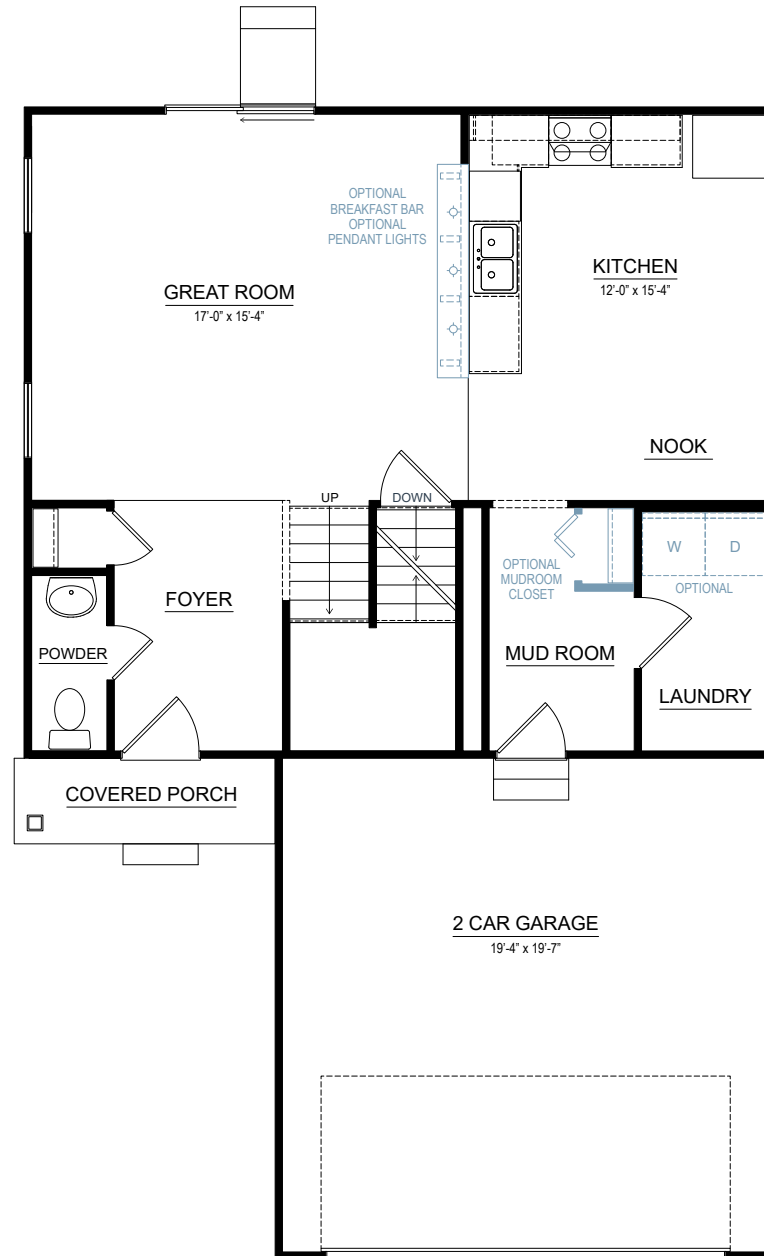 OPTIONAL
BREAKFAST BAR
OPTIONAL
PENDANT LIGHTS
GREAT ROOM
17'-0" x 15'-4"
KITCHEN
12'-0" x 15'-4"
NOOK
UP
DOWN
OPTIONAL
MUDROOM
CLOSET
W
D
OPTIONAL
FOYER
POWDER
MUD ROOM
LAUNDRY
COVERED PORCH
2 CAR GARAGE
19'-4" x 19'-7"